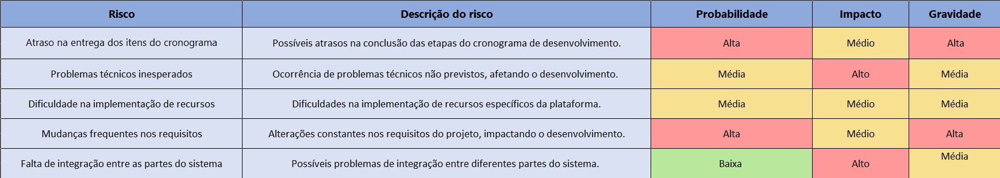 Risco Descrição do risco Probabilidade Impacto Gravidade
Atraso na entrega dos itens do cronograma Possíveis atrasos na conclusão das etapas do cronograma de desenvolvimento. Alta Médio Alta
Problemas técnicos inesperados Ocorrência de problemas técnicos não previstos, afetando o desenvolvimento. Média Alto Média
Dificuldade na implementação de recursos Dificuldades na implementação de recursos específicos da plataforma. Média Médio Média
Mudanças frequentes nos requisitos Alterações constantes nos requisitos do projeto, impactando o desenvolvimento. Alta Médio Alta
Falta de integração entre as partes do sistema Possíveis problemas de integração entre diferentes partes do sistema. Baixa Alto Média